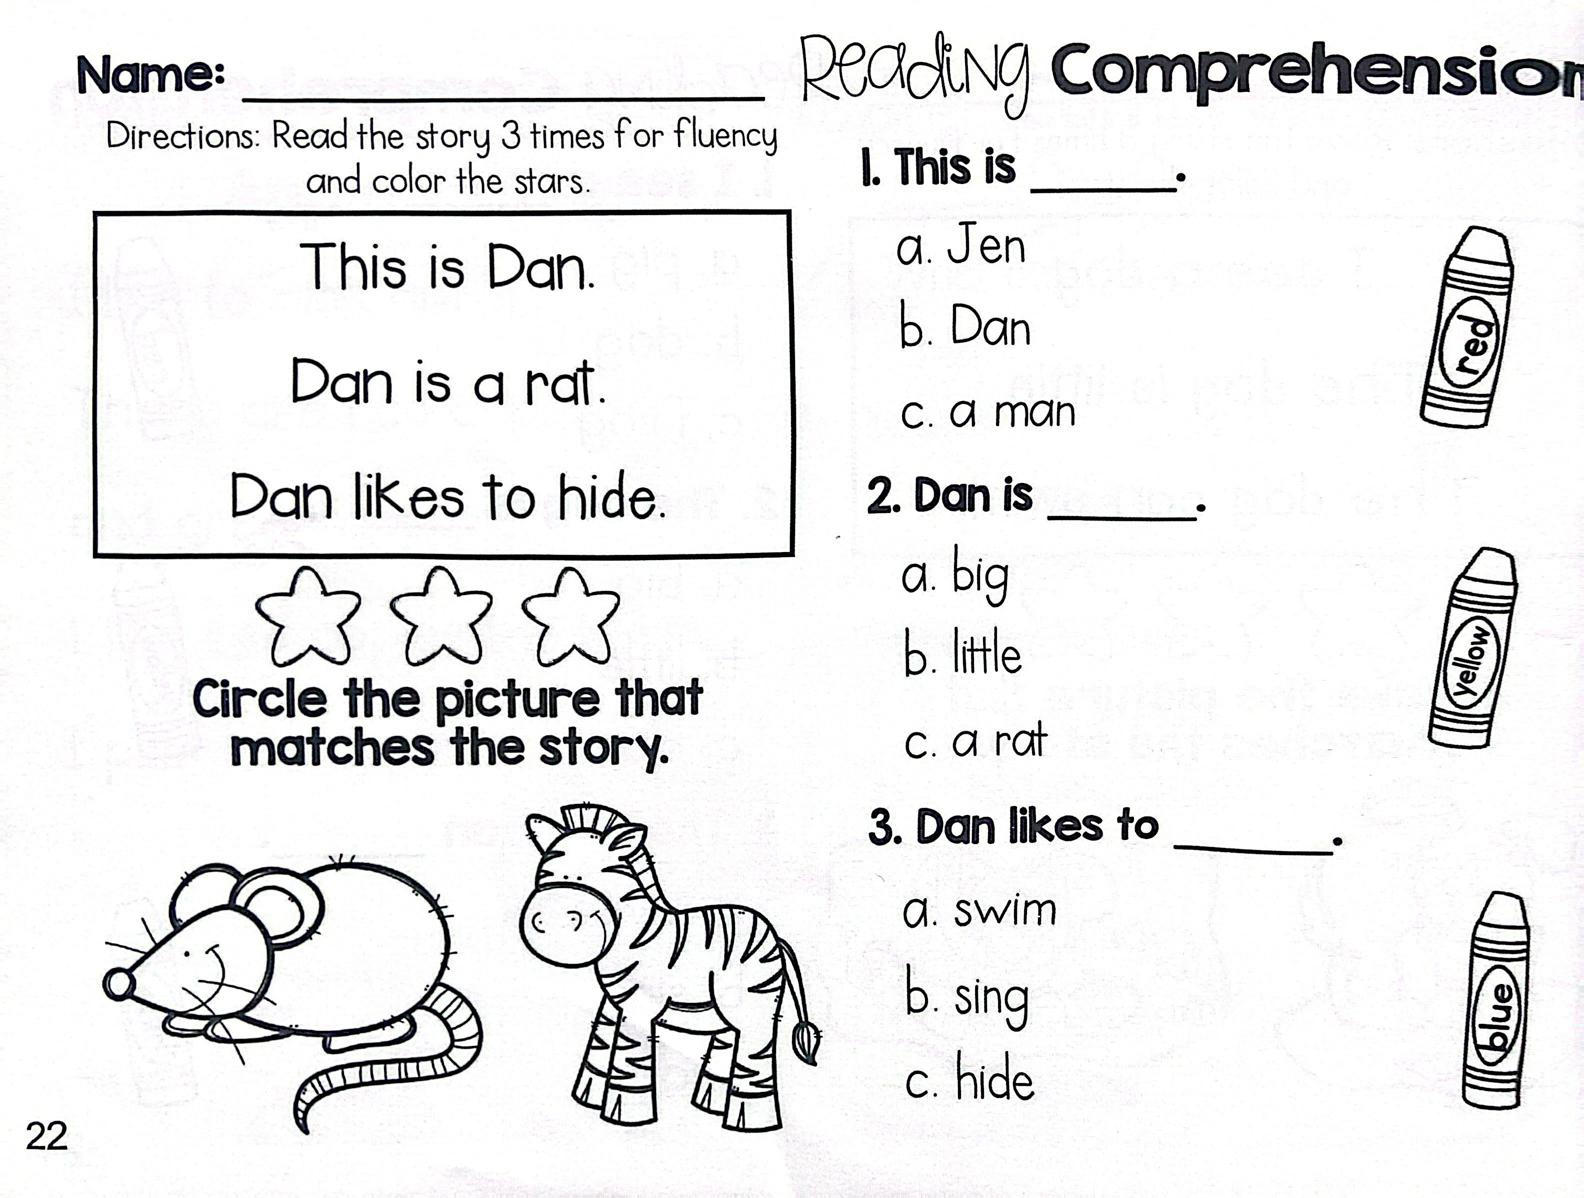 Name:
Directions: Read the story 3 times for fluency
and color the stars.
This is Dan.
Dan is a rat.
Dan likes to hide.
Circle the picture that
matches the story.
22
Reading Comprehension
1. This is ______.
a. Jen
b. Dan
c. a man
red
2. Dan is ______.
a. big
b. little
c. a rat
yellow
3. Dan likes to ______.
a. swim
b. sing
c. hide
blue